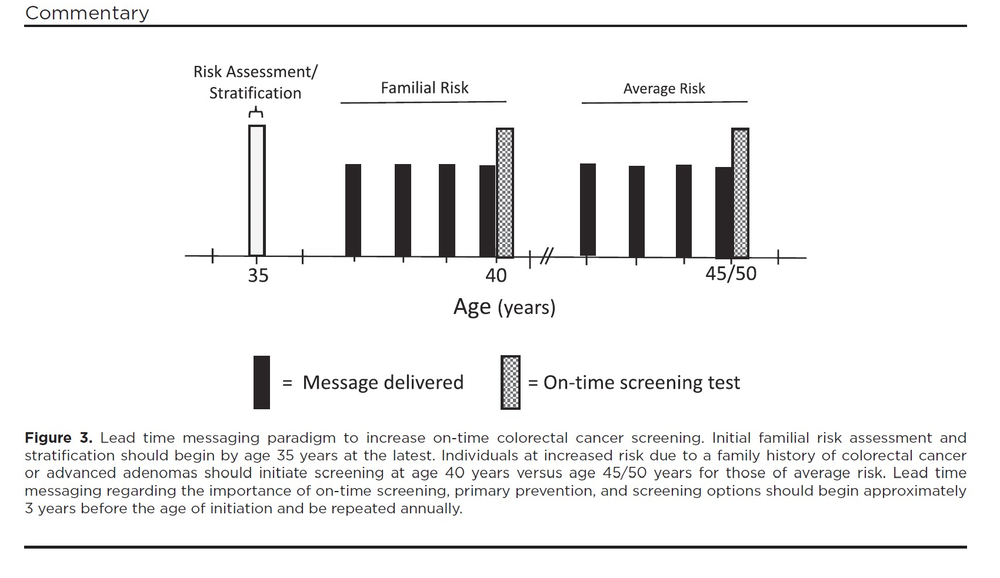 Commentary
Risk Assessment/
Stratification
Familial Risk
Average Risk
35
40
45/50
Age (years)
= Message delivered
= On-time screening test
Figure 3. Lead time messaging paradigm to increase on-time colorectal cancer screening. Initial familial risk assessment and
stratification should begin by age 35 years at the latest. Individuals at increased risk due to a family history of colorectal cancer
or advanced adenomas should initiate screening at age 40 years versus age 45/50 years for those of average risk. Lead time
messaging regarding the importance of on-time screening, primary prevention, and screening options should begin approximately
3 years before the age of initiation and be repeated annually.